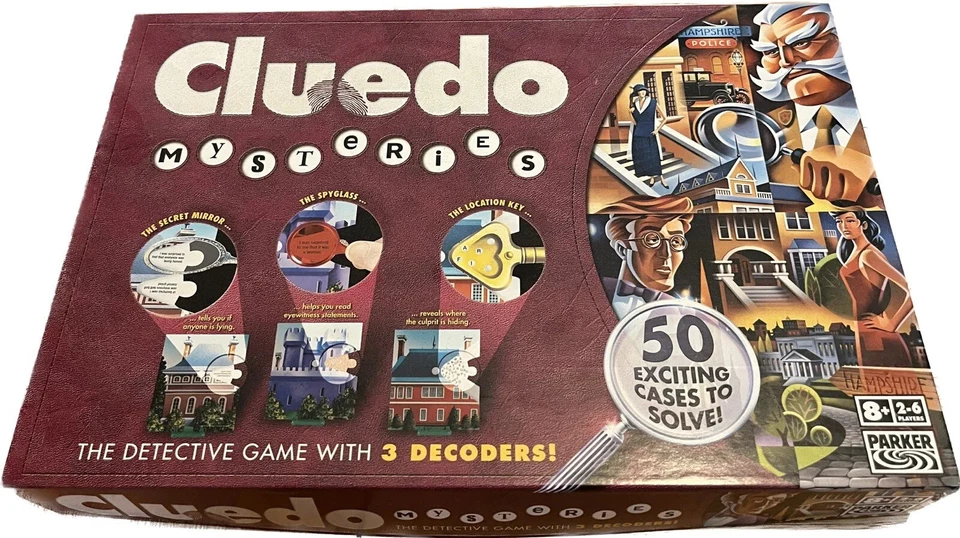 Cluedo
MYSTERIES
HAMPSHIRE
POLICE
THE SECRET MIRROR...
THE SPYGLASS...
THE LOCATION KEY...
... tells you if
anyone is lying.
... helps you read
eyewitness statements.
... reveals where
the culprit is hiding.
50
EXCITING
CASES TO
SOLVE!
HAMPSHIRE
8+
2-6
PLAYERS
PARKER
THE DETECTIVE GAME WITH 3 DECODERS!
Cluedo
MYSTERIES
THE DETECTIVE GAME WITH 3 DECODERS!